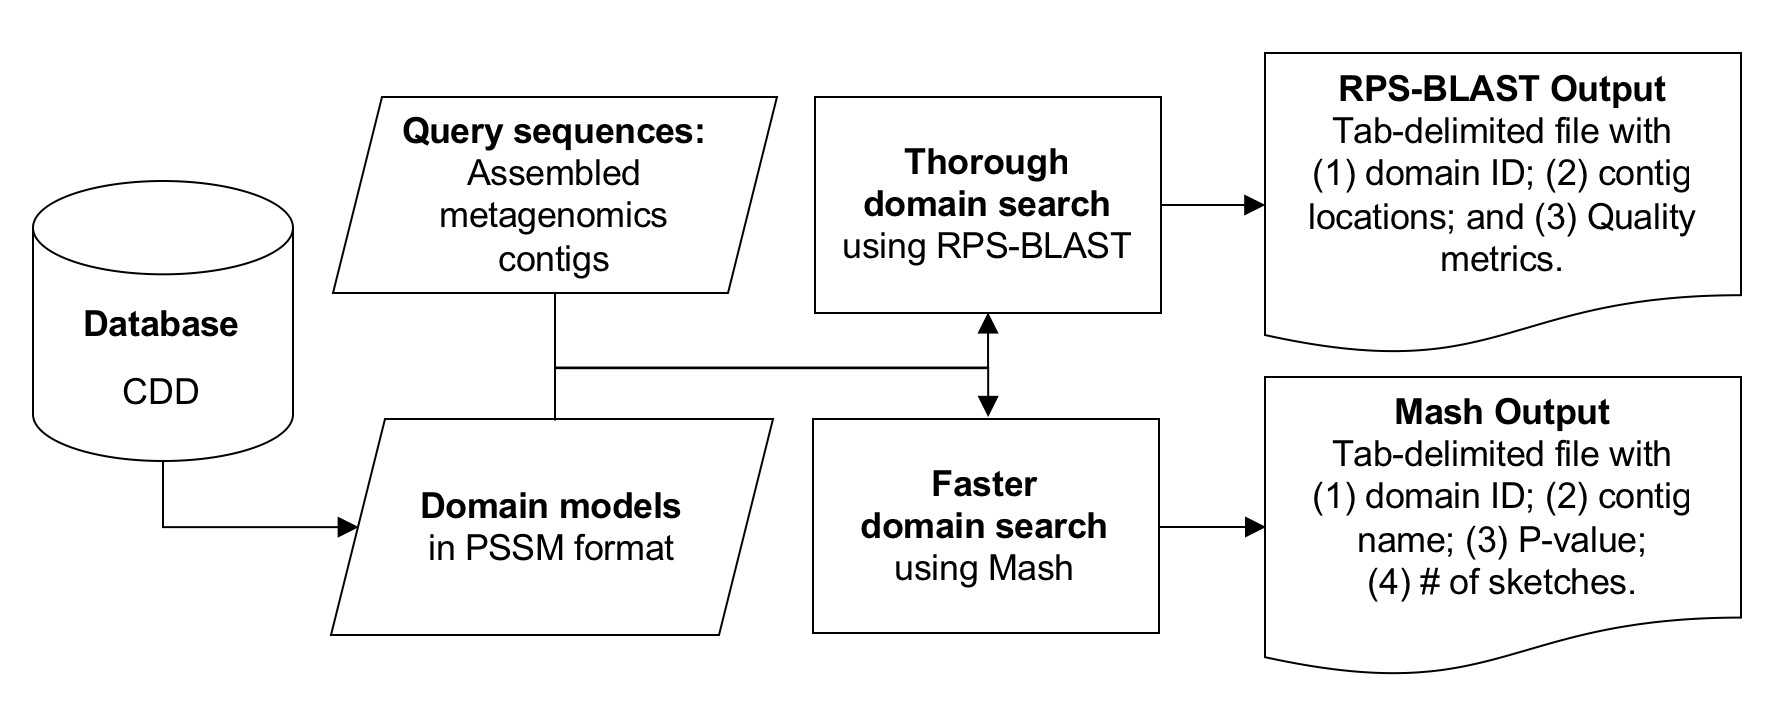 Database
CDD
Query sequences:
Assembled
metagenomics
contigs
Domain models
in PSSM format
Thorough
domain search
using RPS-BLAST
Faster
domain search
using Mash
RPS-BLAST Output
Tab-delimited file with
(1) domain ID; (2) contig
locations; and (3) Quality
metrics.
Mash Output
Tab-delimited file with
(1) domain ID; (2) contig
name; (3) P-value;
(4) # of sketches.